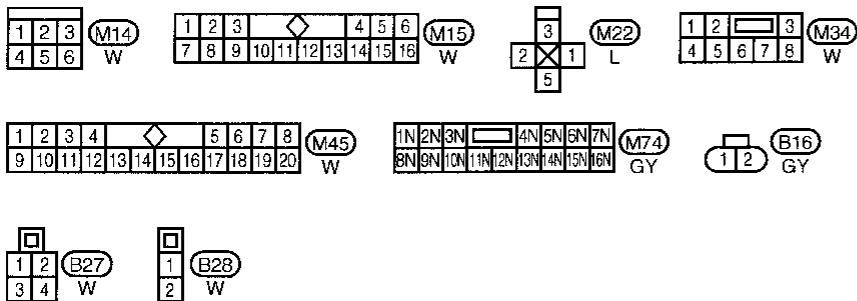 1 2 3 M14
4 5 6 W
1 2 3 4 5 6 M15
7 8 9 10 11 12 13 14 15 16 W
3 M22
2 1 L
5
1 2 3 M34
4 5 6 7 8 W
1 2 3 4 5 6 7 8 M45
9 10 11 12 13 14 15 16 17 18 19 20 W
1N 2N 3N 4N 5N 6N 7N M74
8N 9N 10N 11N 12N 13N 14N 15N 16N GY
1 2 B16
GY
1 2 B27
3 4 W
1 B28
2 W